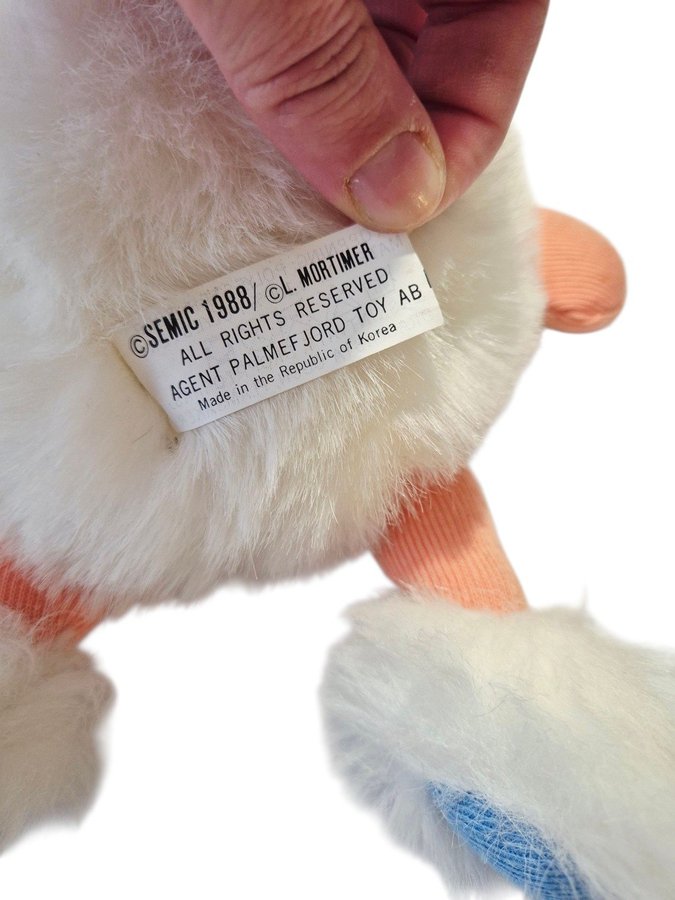 ©SEMIC 1988/ ©L. MORTIMER
ALL RIGHTS RESERVED
AGENT PALMEFJORD TOY AB
Made in the Republic of Korea